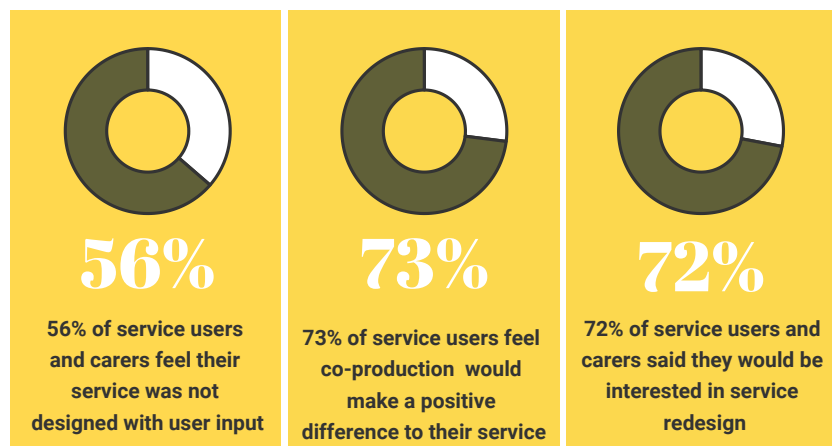 56%
56% of service users
and carers feel their
service was not
designed with user input
73%
73% of service users feel
co-production would
make a positive
difference to their service
72%
72% of service users and
carers said they would be
interested in service
redesign